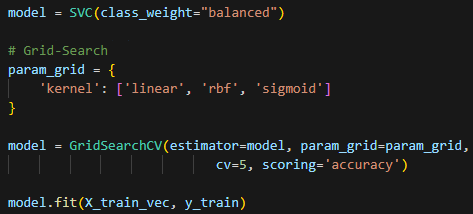 model = SVC(class_weight="balanced")
# Grid-Search
param_grid = {
    'kernel': ['linear', 'rbf', 'sigmoid']
}
model = GridSearchCV(estimator=model, param_grid=param_grid,
                     cv=5, scoring='accuracy')
model.fit(X_train_vec, y_train)